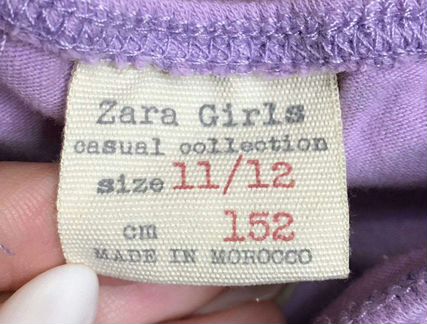 Zara Girls
casual collection
size 11/12
cm 152
MADE IN MOROCCO